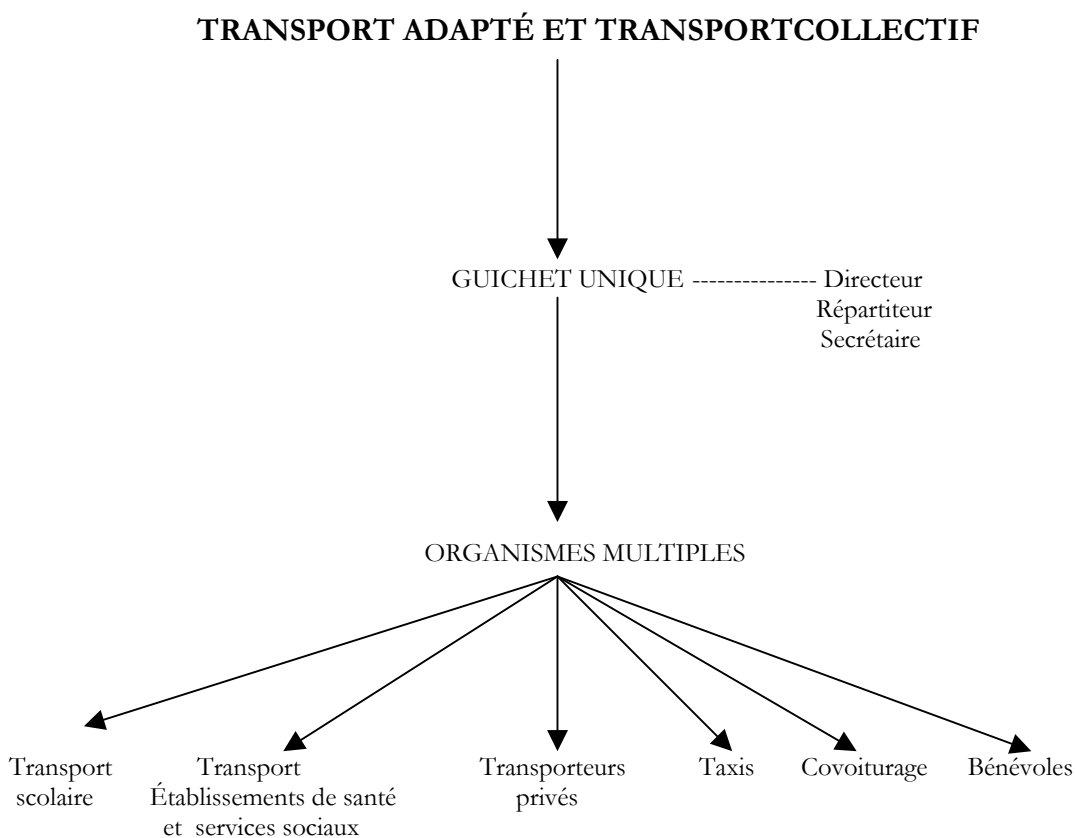 TRANSPORT ADAPTÉ ET TRANSPORTCOLLECTIF
GUICHET UNIQUE --------------- Directeur
Répartiteur
Secrétaire
ORGANISMES MULTIPLES
Transport
scolaire
Transport
Établissements de santé
et services sociaux
Transporteurs
privés
Taxis
Covoiturage
Bénévoles